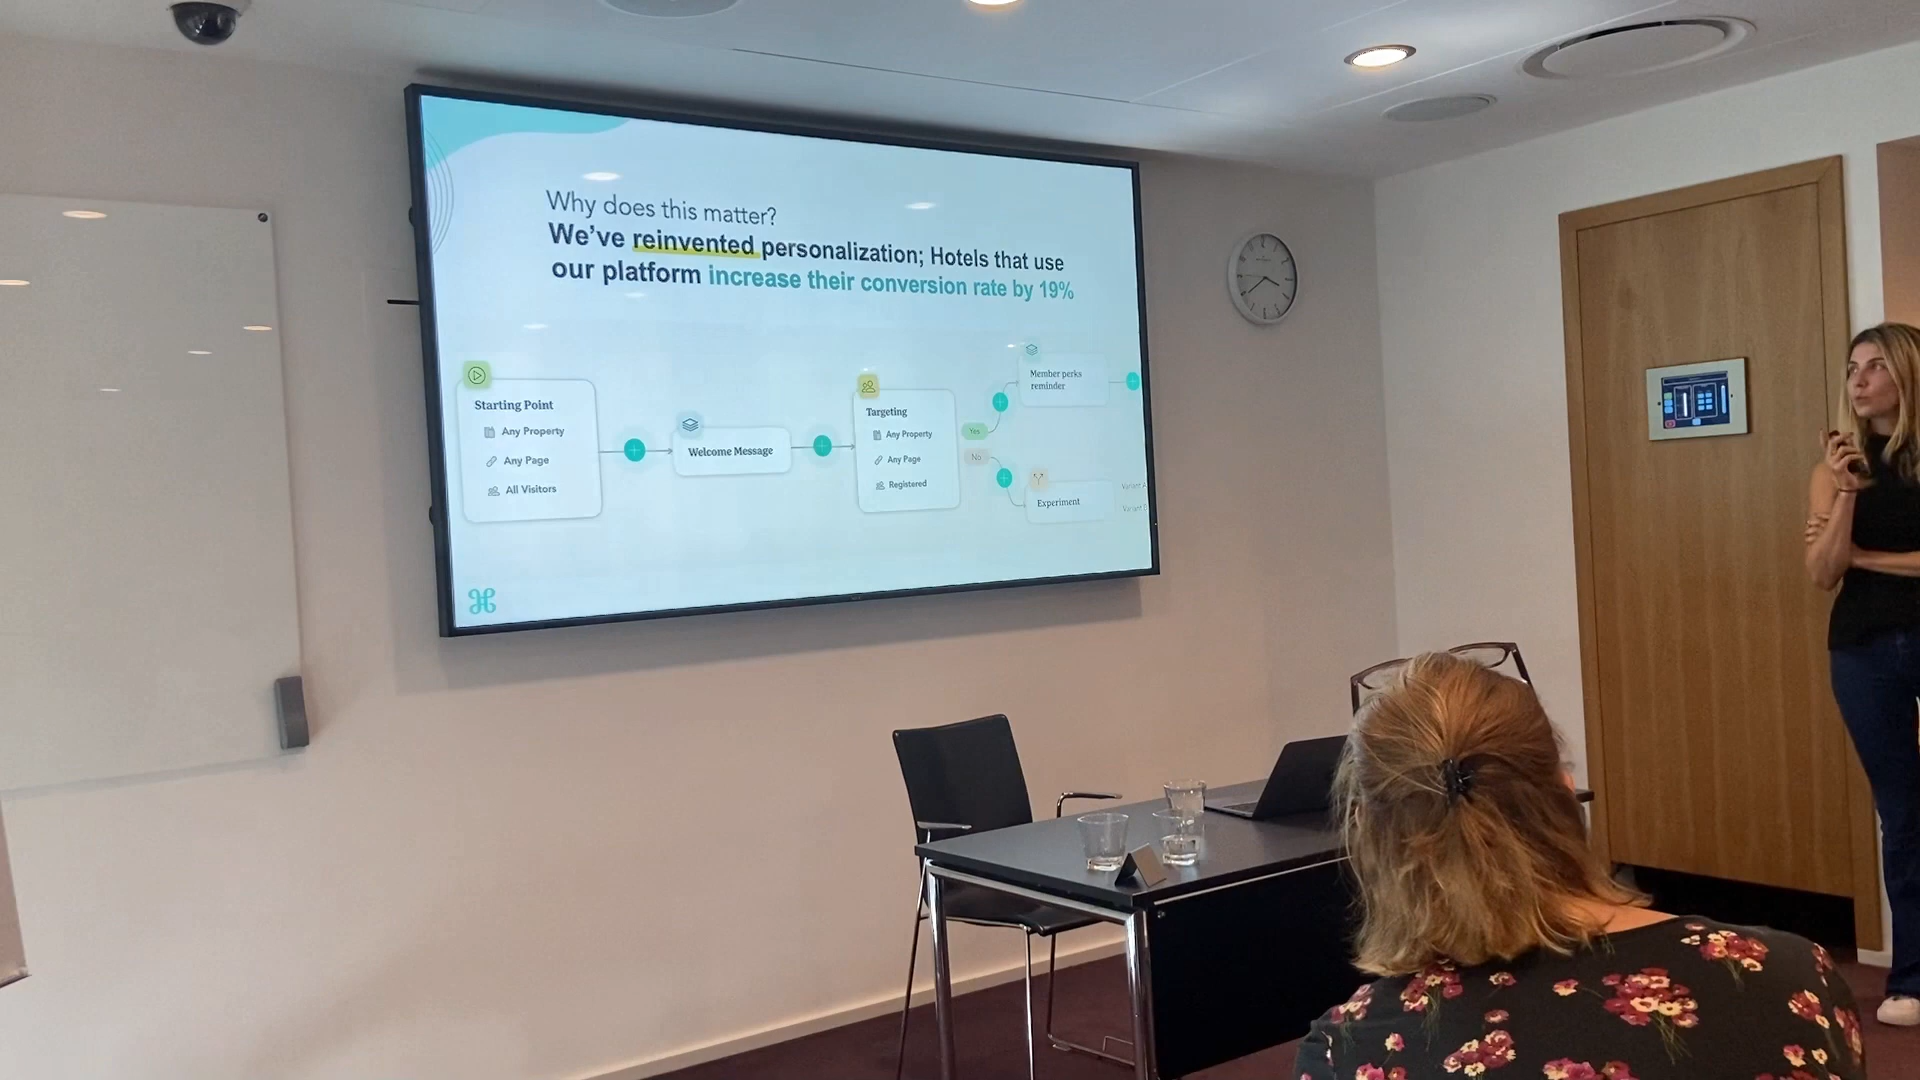 Why does this matter?
We've reinvented personalization; Hotels that use
our platform increase their conversion rate by 19%
Starting Point
Any Property
Any Page
All Visitors
Welcome Message
Targeting
Any Property
Any Page
Registered
Yes
No
Member perks
reminder
Experiment
Variant A
Variant